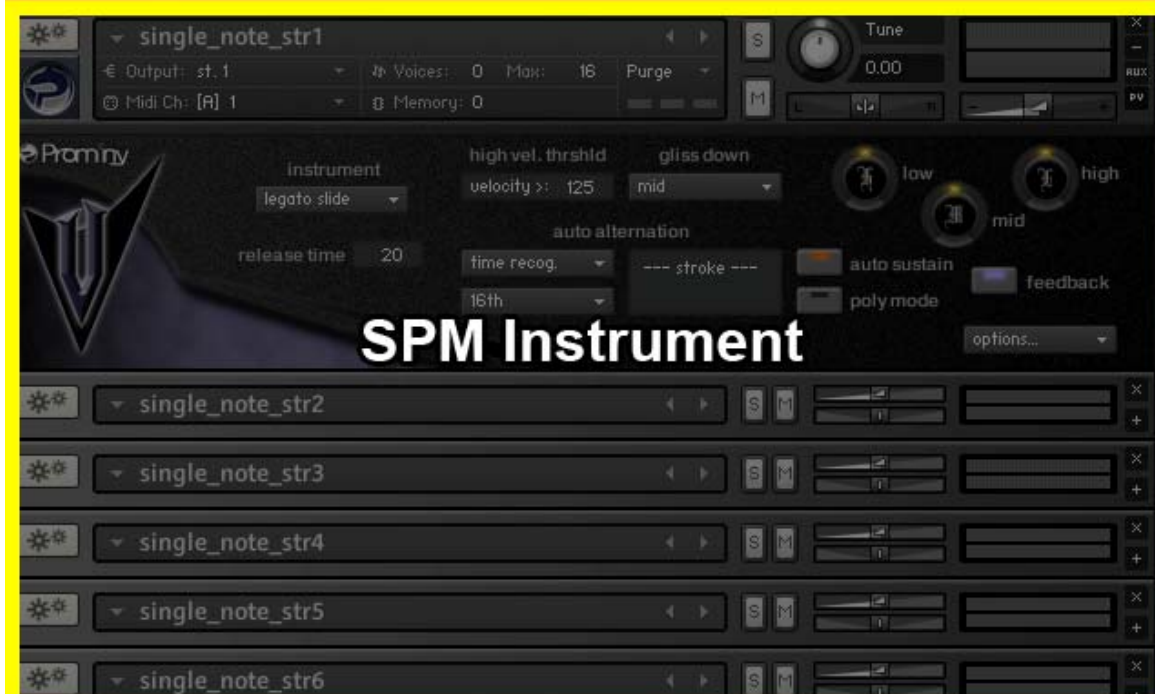 single_note_str1
S
Tune
Output: st. 1
Voices: 0 Max: 16
Purge
0.00
AUX
Midi Ch: [A] 1
Memory: 0
M
L
R
PV
Prominy
instrument
high vel. thrshld
gliss down
legato slide
velocity >: 125
mid
low
high
mid
auto alternation
release time 20
time recog.
--- stroke ---
auto sustain
feedback
16th
poly mode
SPM Instrument
options...
single_note_str2
S M
single_note_str3
S M
single_note_str4
S M
single_note_str5
S M
single_note_str6
S M